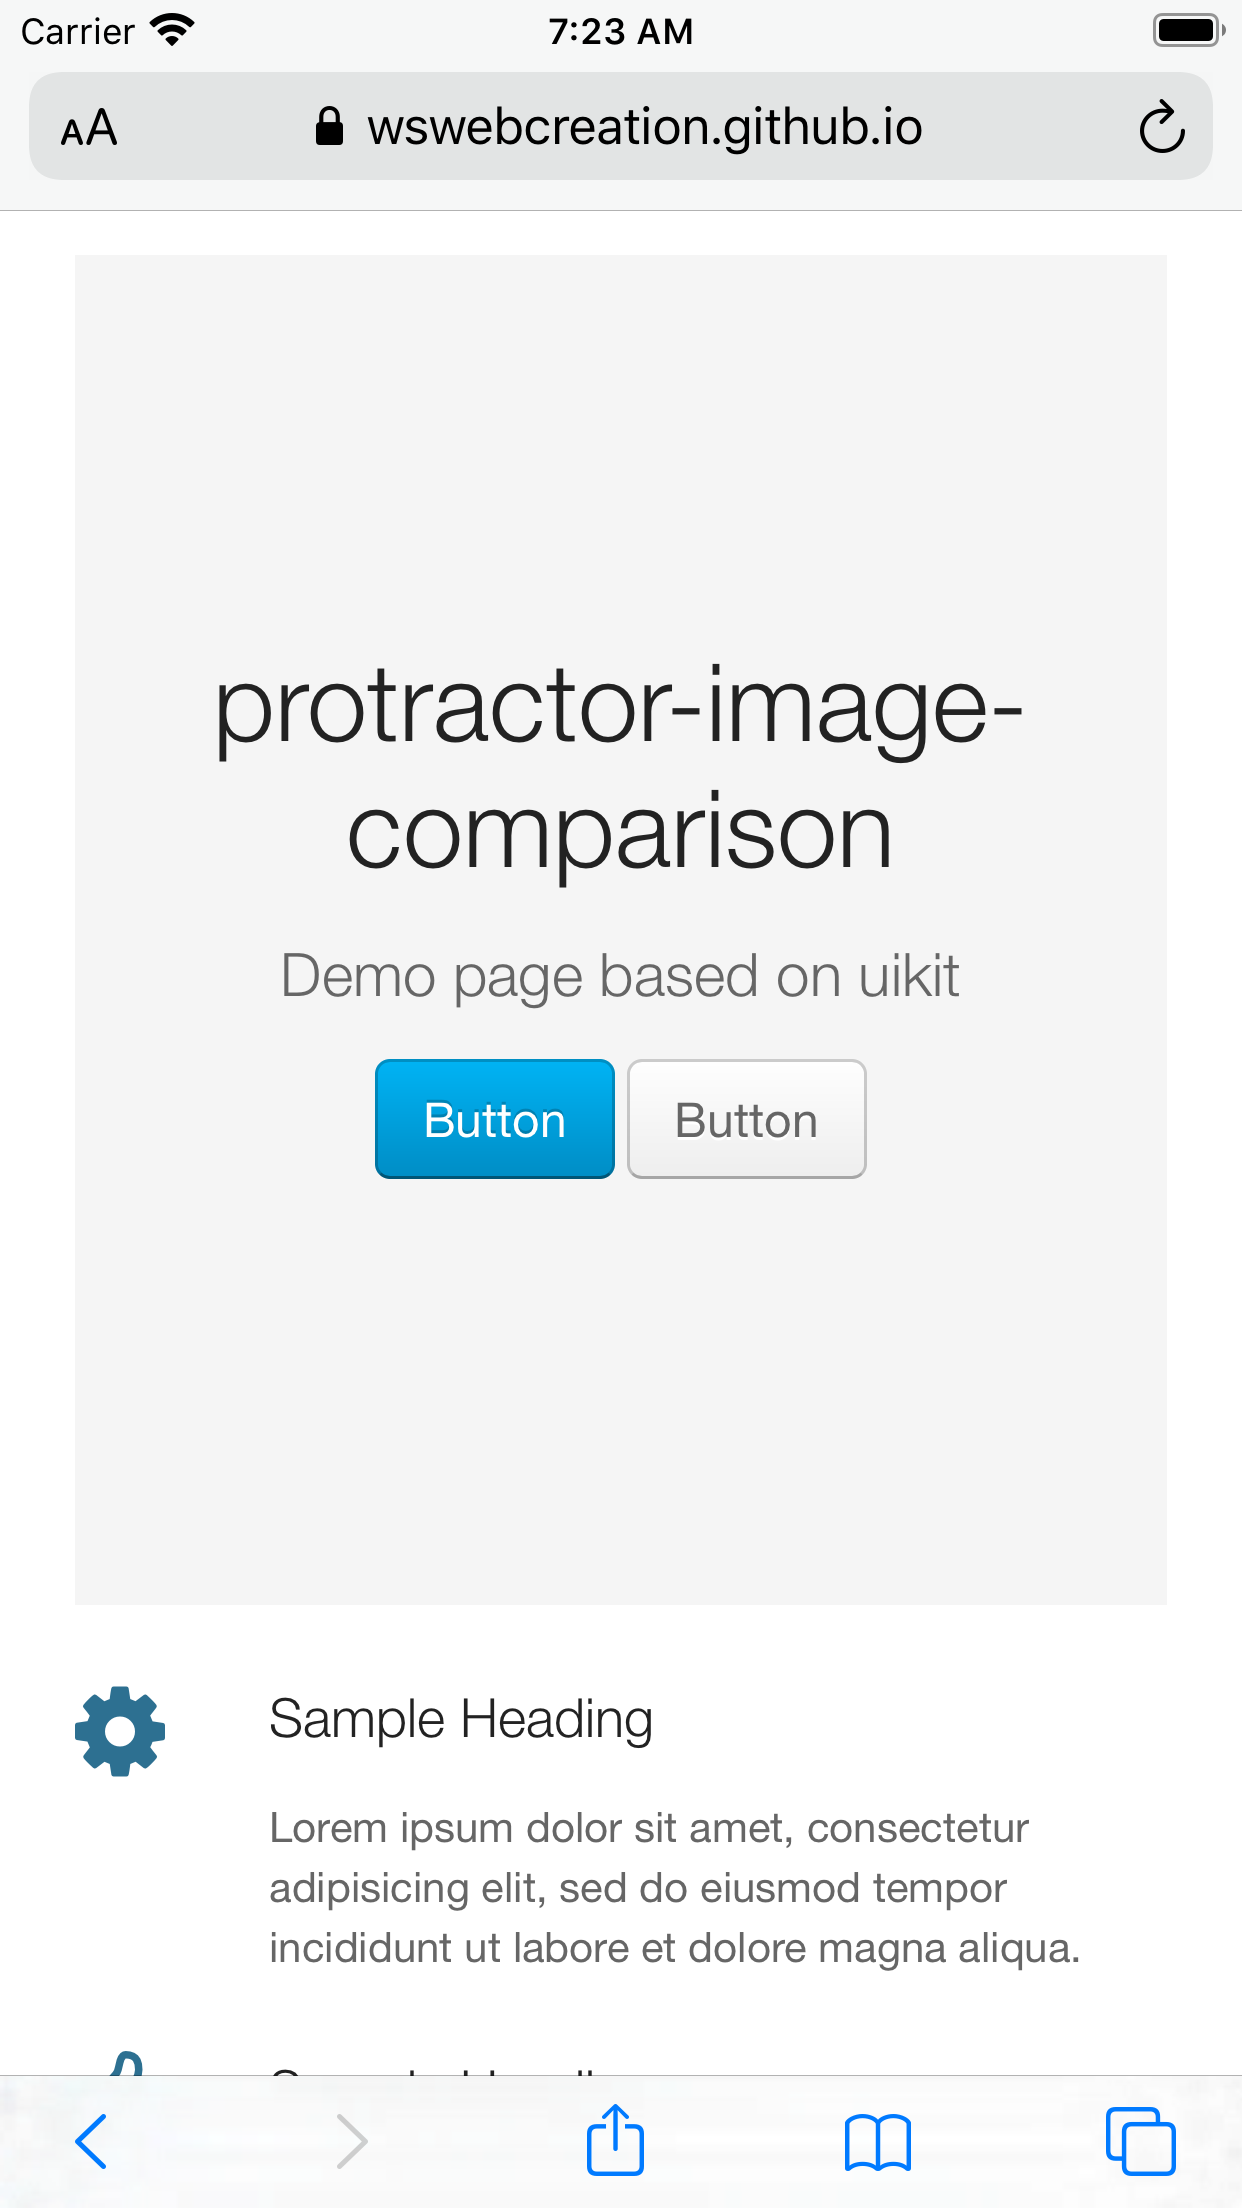 Carrier 7:23 AM
AA wswebcreation.github.io
protractor-image-
comparison
Demo page based on uikit
Button Button
Sample Heading
Lorem ipsum dolor sit amet, consectetur
adipisicing elit, sed do eiusmod tempor
incididunt ut labore et dolore magna aliqua.